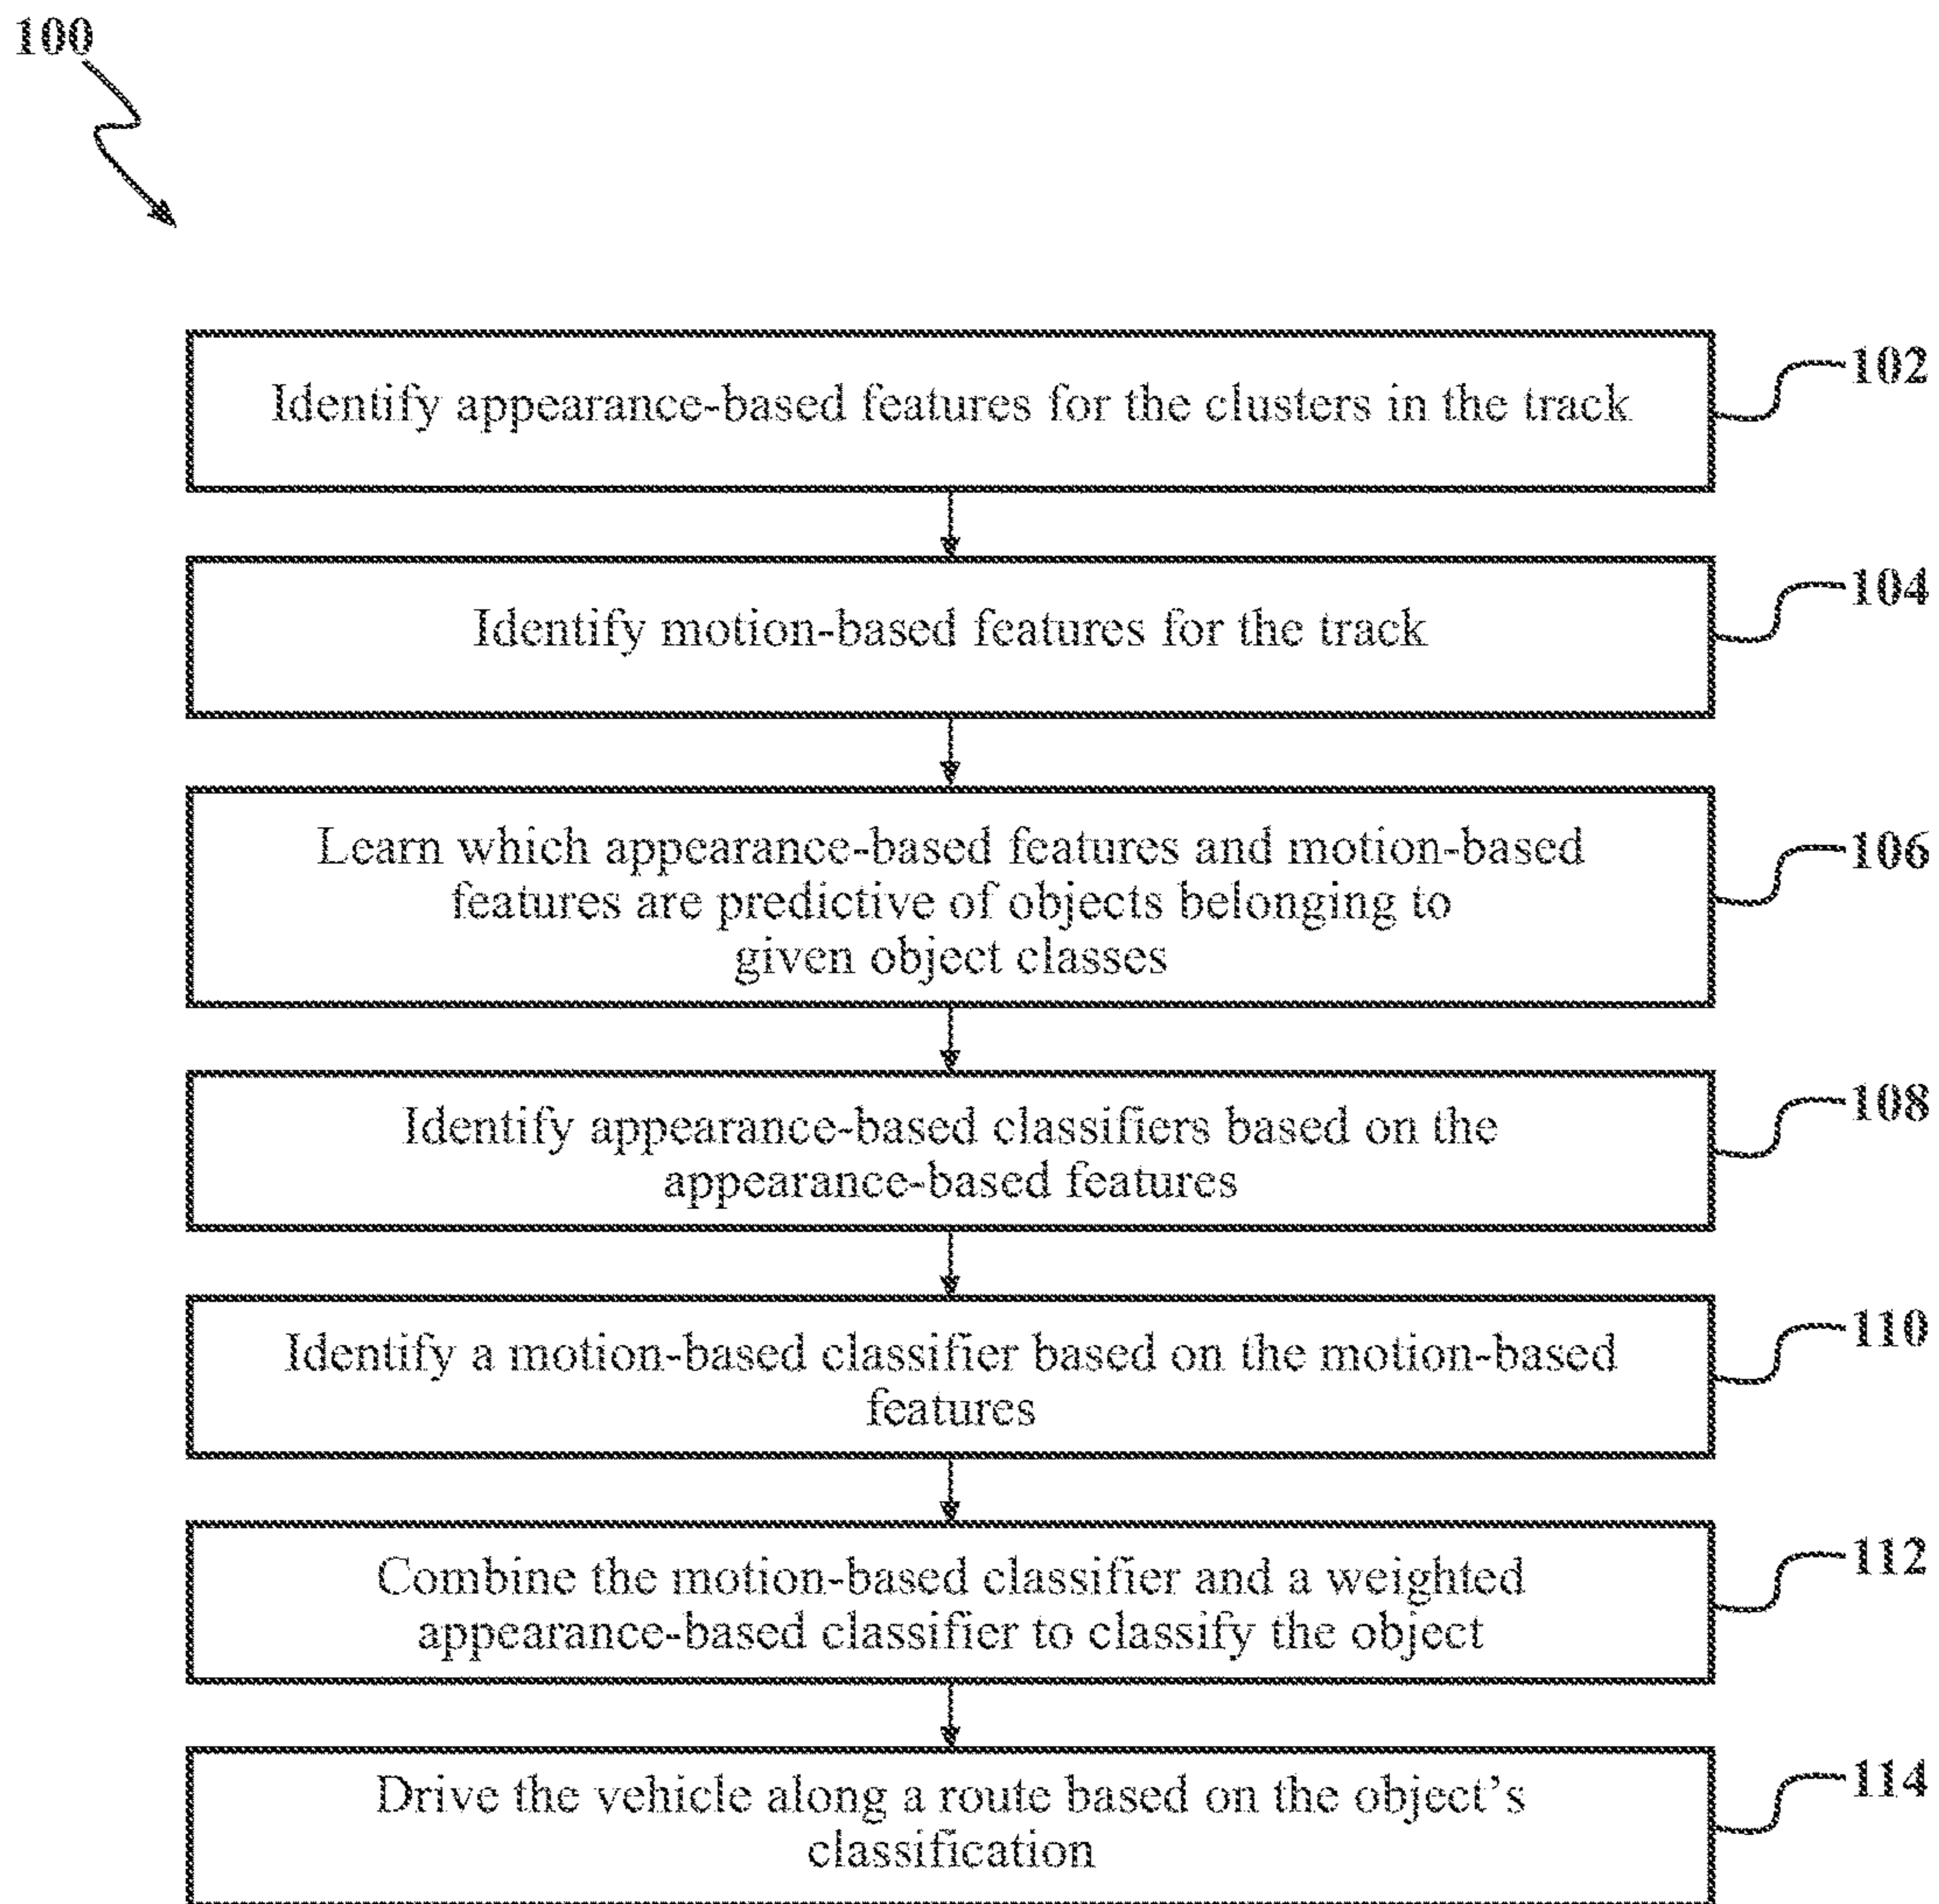 100
Identify appearance-based features for the clusters in the track
102
Identify motion-based features for the track
104
Learn which appearance-based features and motion-based
features are predictive of objects belonging to
given object classes
106
Identify appearance-based classifiers based on the
appearance-based features
108
Identify a motion-based classifier based on the motion-based
features
110
Combine the motion-based classifier and a weighted
appearance-based classifier to classify the object
112
Drive the vehicle along a route based on the object’s
classification
114